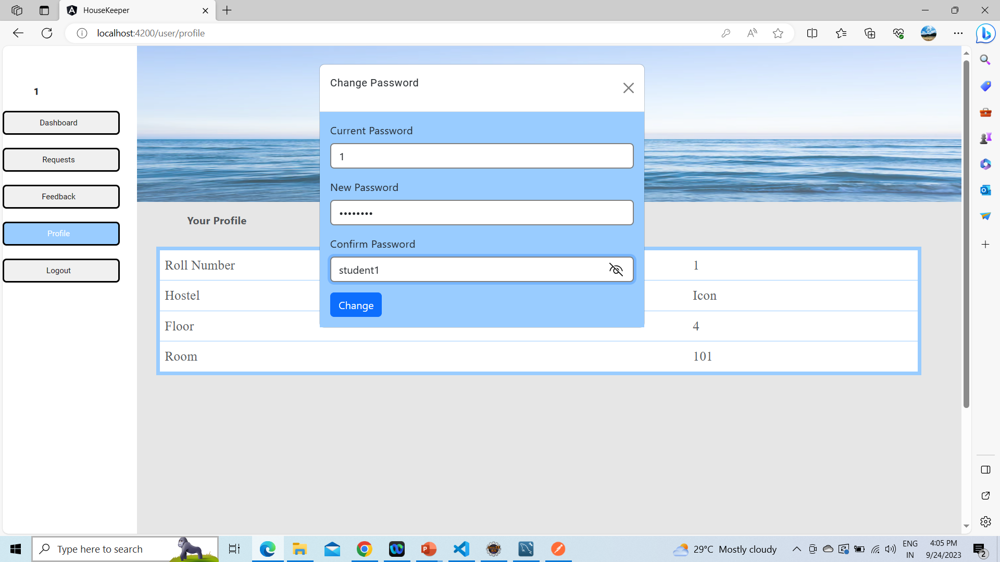 HouseKeeper
localhost:4200/user/profile
1
Dashboard
Requests
Feedback
Profile
Logout
Change Password
Current Password
1
New Password
••••••••
Confirm Password
student1
Change
Your Profile
Roll Number 1
Hostel Icon
Floor 4
Room 101
Type here to search
29°C Mostly cloudy
ENG
IN
4:05 PM
9/24/2023
2